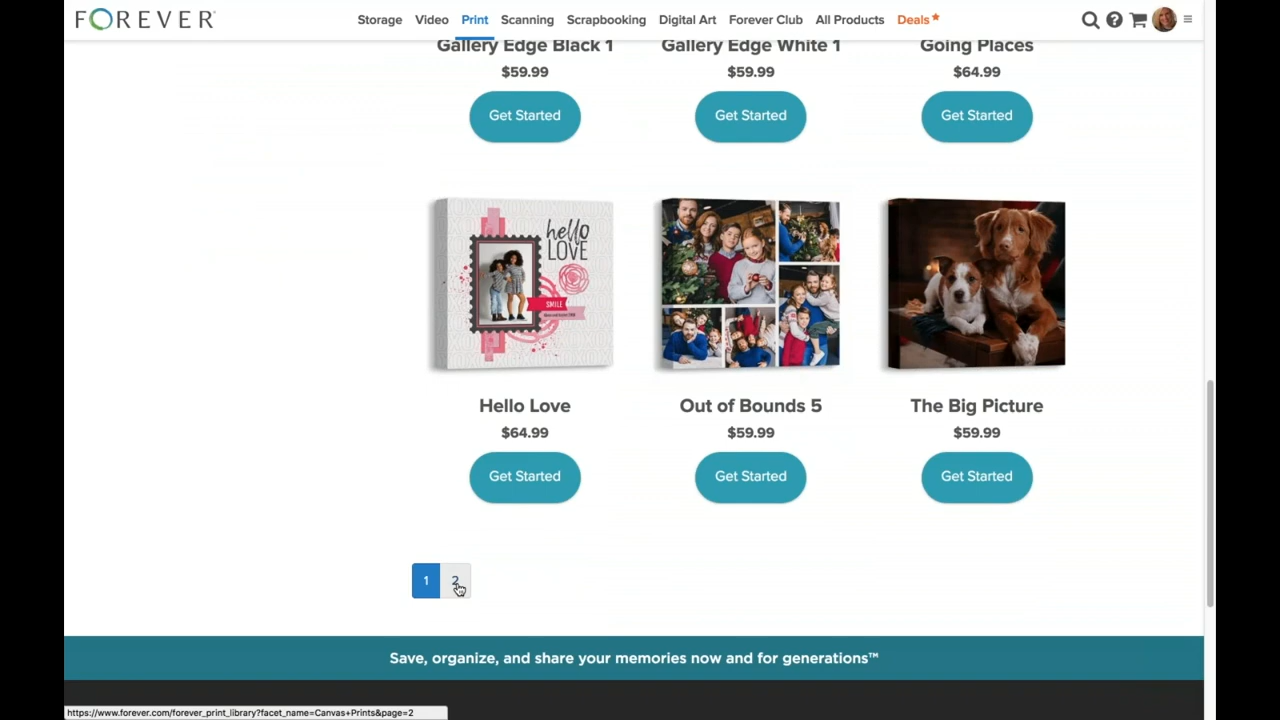 FOREVER
Storage Video Print Scanning Scrapbooking Digital Art Forever Club All Products Deals
Gallery Edge Black 1 Gallery Edge White 1 Going Places
$59.99 $59.99 $64.99
Get Started Get Started Get Started
hello
LOVE
SMILE
Hello Love Out of Bounds 5 The Big Picture
$64.99 $59.99 $59.99
Get Started Get Started Get Started
1 2
Save, organize, and share your memories now and for generations™
https://www.forever.com/forever_print_library?facet_name=Canvas+Prints&page=2